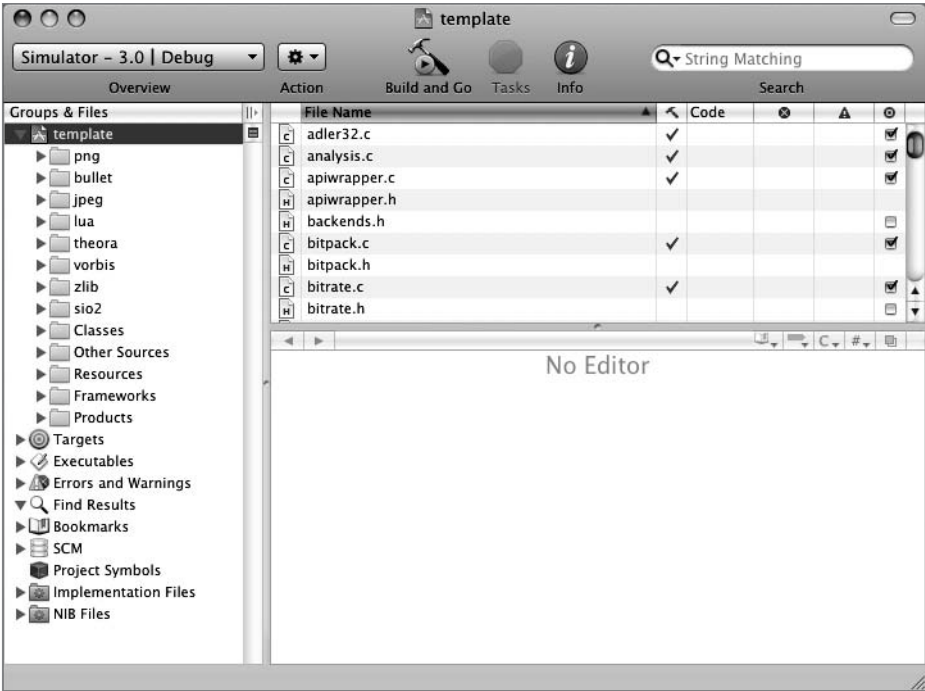 template
Simulator – 3.0 | Debug
String Matching
Overview
Action
Build and Go
Tasks
Info
Search
Groups & Files
template
png
bullet
jpeg
lua
theora
vorbis
zlib
sio2
Classes
Other Sources
Resources
Frameworks
Products
Targets
Executables
Errors and Warnings
Find Results
Bookmarks
SCM
Project Symbols
Implementation Files
NIB Files
File Name
Code
c adler32.c
c analysis.c
c apiwrapper.c
H apiwrapper.h
H backends.h
c bitpack.c
H bitpack.h
c bitrate.c
H bitrate.h
C
#
No Editor